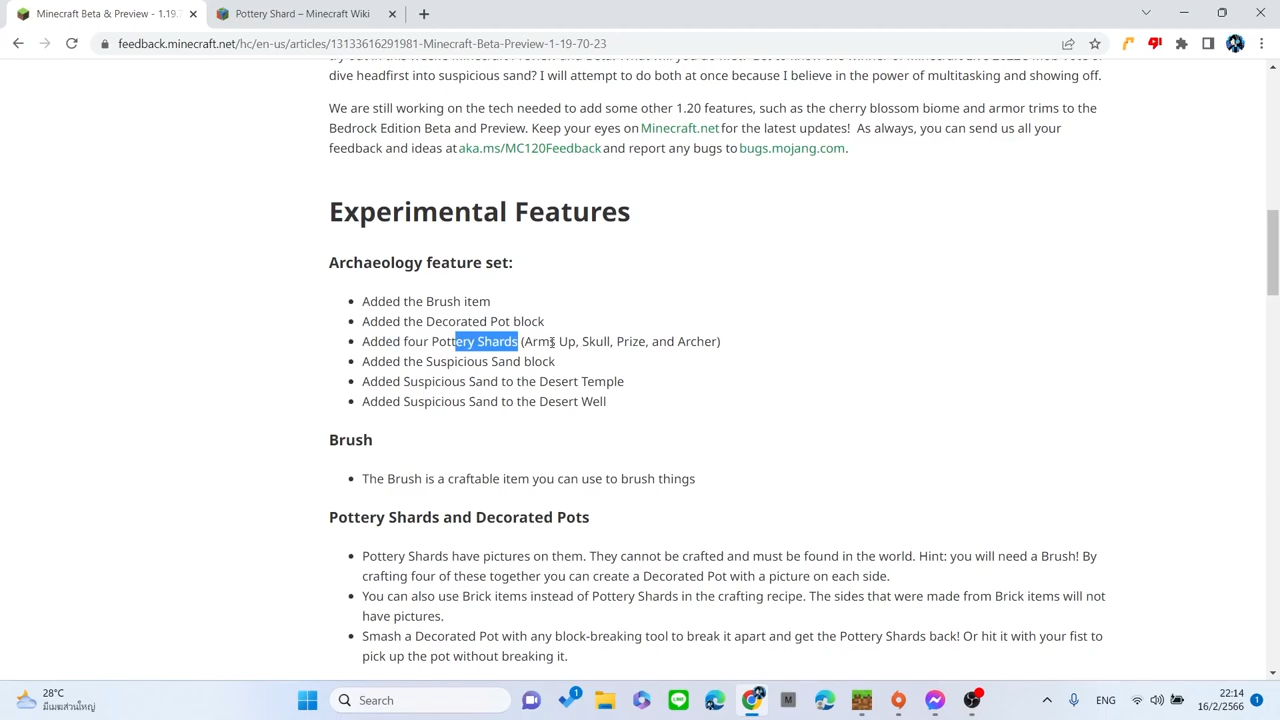 Minecraft Beta & Preview - 1.19.7
Pottery Shard – Minecraft Wiki
feedback.minecraft.net/hc/en-us/articles/13133616291981-Minecraft-Beta-Preview-1-19-70-23
dive headfirst into suspicious sand? I will attempt to do both at once because I believe in the power of multitasking and showing off.
We are still working on the tech needed to add some other 1.20 features, such as the cherry blossom biome and armor trims to the
Bedrock Edition Beta and Preview. Keep your eyes on Minecraft.net for the latest updates!  As always, you can send us all your
feedback and ideas at aka.ms/MC120Feedback and report any bugs to bugs.mojang.com.
Experimental Features
Archaeology feature set:
• Added the Brush item
• Added the Decorated Pot block
• Added four Pottery Shards (Arms Up, Skull, Prize, and Archer)
• Added the Suspicious Sand block
• Added Suspicious Sand to the Desert Temple
• Added Suspicious Sand to the Desert Well
Brush
• The Brush is a craftable item you can use to brush things
Pottery Shards and Decorated Pots
• Pottery Shards have pictures on them. They cannot be crafted and must be found in the world. Hint: you will need a Brush! By
crafting four of these together you can create a Decorated Pot with a picture on each side.
• You can also use Brick items instead of Pottery Shards in the crafting recipe. The sides that were made from Brick items will not
have pictures.
• Smash a Decorated Pot with any block-breaking tool to break it apart and get the Pottery Shards back! Or hit it with your fist to
pick up the pot without breaking it.
28°C
มีเมฆส่วนใหญ่
Search
1
M
ENG
22:14
16/2/2566
1